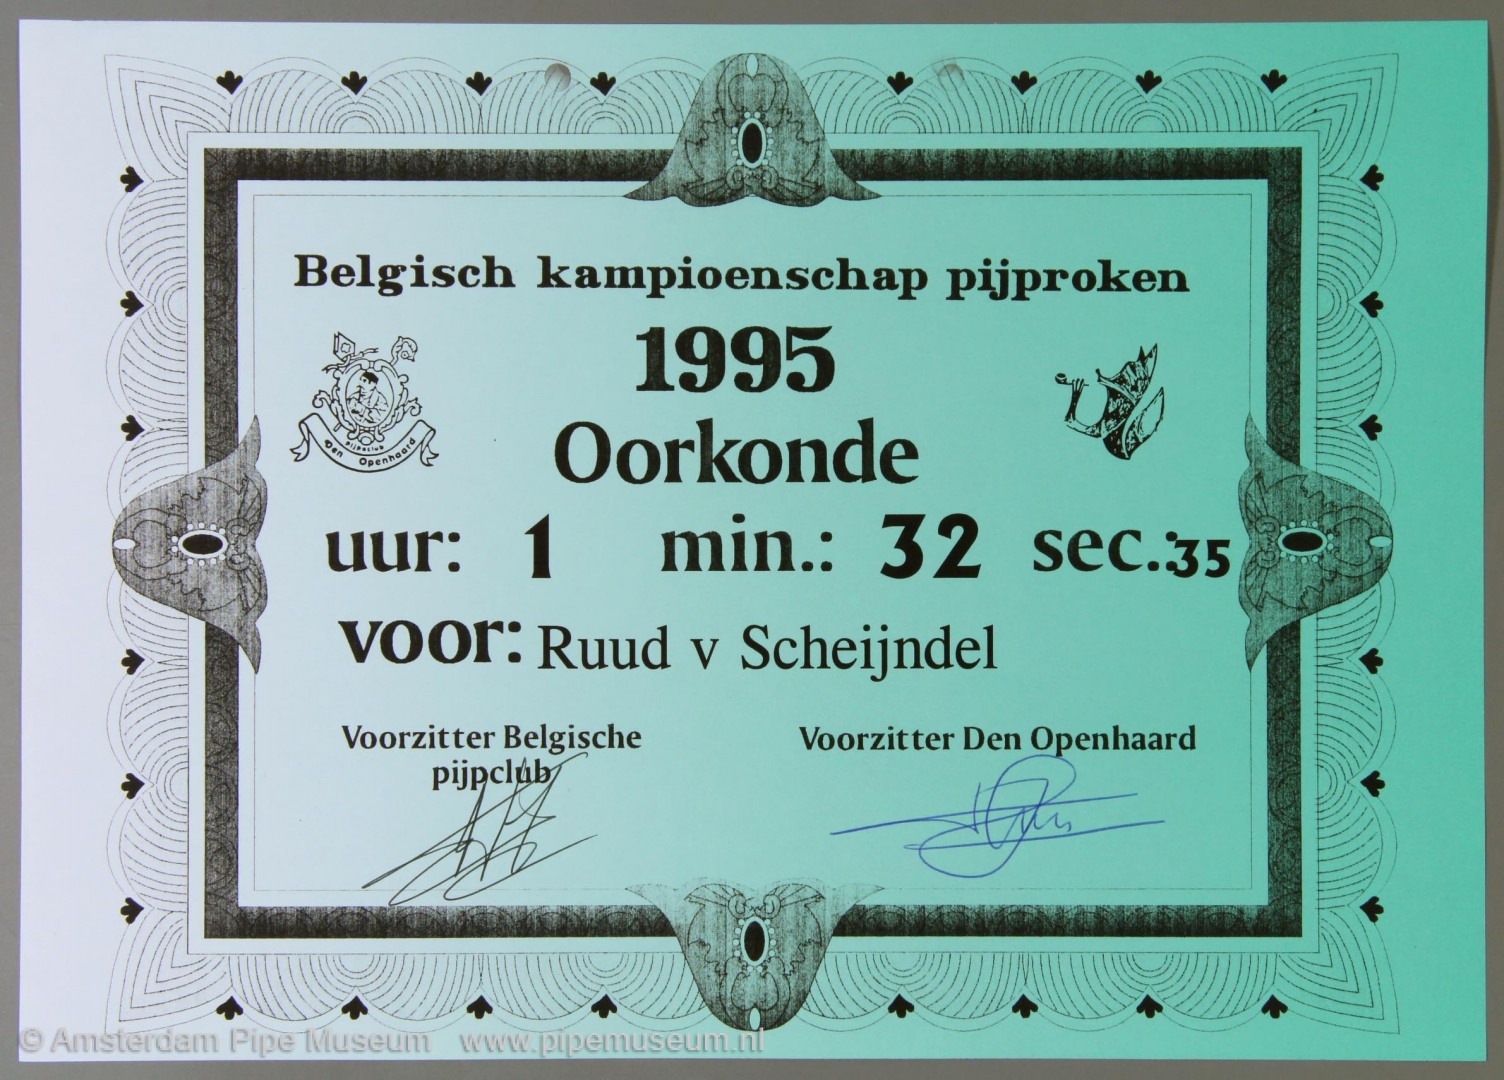 Belgisch kampioenschap pijproken
1995
Oorkonde
Pijpclub
Den Openhaard
uur: 1 min.: 32 sec.:35
voor: Ruud v Scheijndel
Voorzitter Belgische
pijpclub
Voorzitter Den Openhaard
© Amsterdam Pipe Museum www.pipemuseum.nl